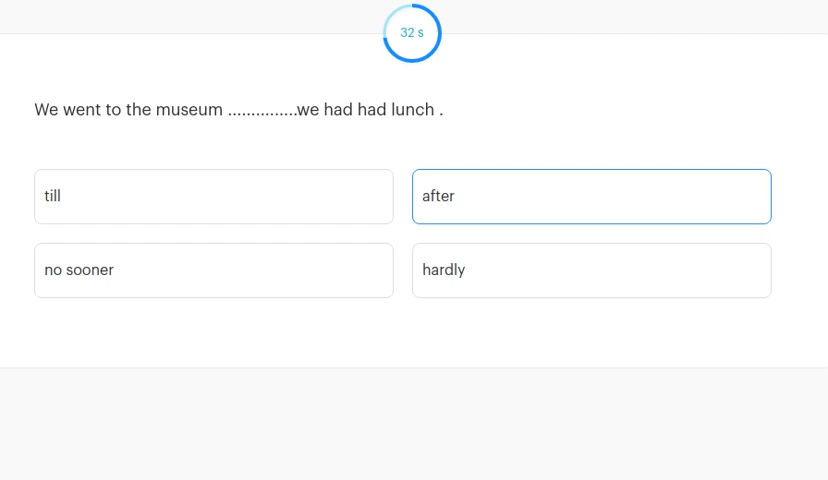 32 s
We went to the museum ...............we had had lunch .
till
after
no sooner
hardly